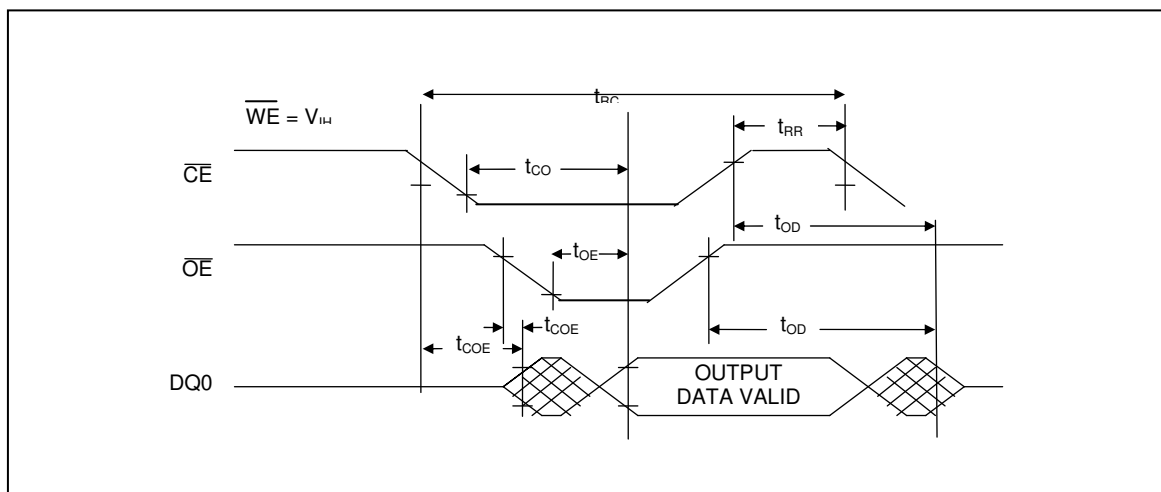 tRC
WE = VIH
tRR
CE
tCO
tOD
OE
tOE
tCOE
tCOE
tOD
DQ0
OUTPUT
DATA VALID